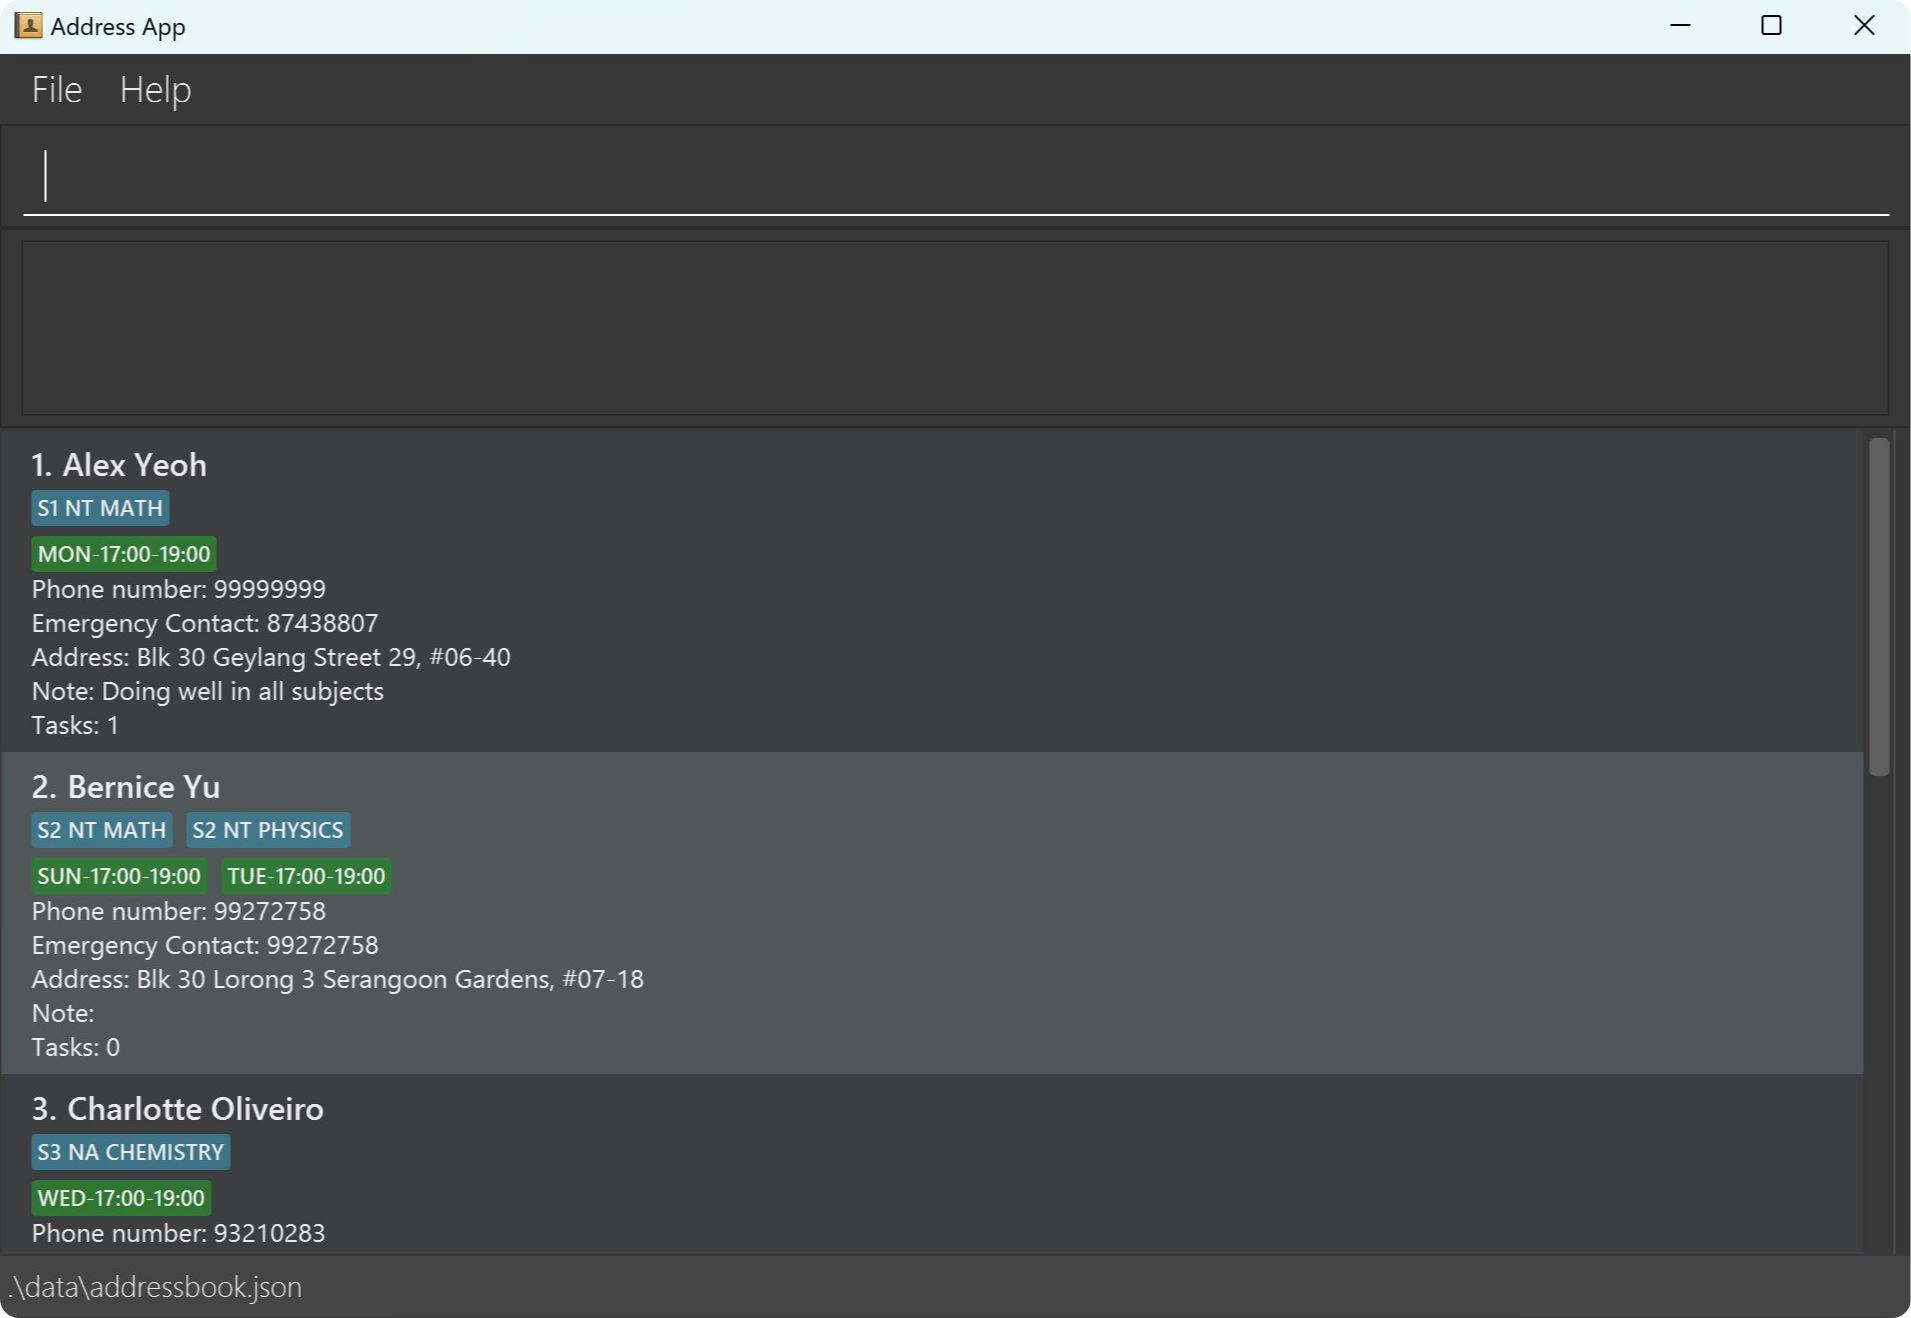 Address App
File Help
1. Alex Yeoh
S1 NT MATH
MON-17:00-19:00
Phone number: 99999999
Emergency Contact: 87438807
Address: Blk 30 Geylang Street 29, #06-40
Note: Doing well in all subjects
Tasks: 1
2. Bernice Yu
S2 NT MATH S2 NT PHYSICS
SUN-17:00-19:00 TUE-17:00-19:00
Phone number: 99272758
Emergency Contact: 99272758
Address: Blk 30 Lorong 3 Serangoon Gardens, #07-18
Note:
Tasks: 0
3. Charlotte Oliveiro
S3 NA CHEMISTRY
WED-17:00-19:00
Phone number: 93210283
.\data\addressbook.json